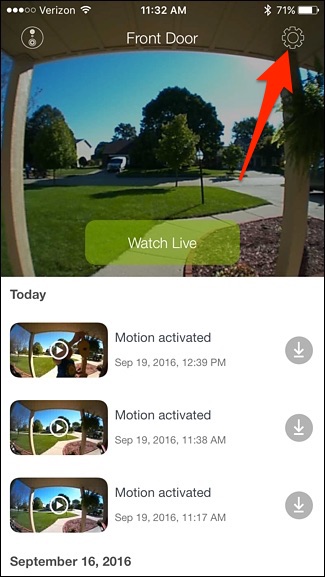 Verizon 11:32 AM 71%
Front Door
Watch Live
Today
Motion activated
Sep 19, 2016, 12:39 PM
Motion activated
Sep 19, 2016, 11:38 AM
Motion activated
Sep 19, 2016, 11:17 AM
September 16, 2016